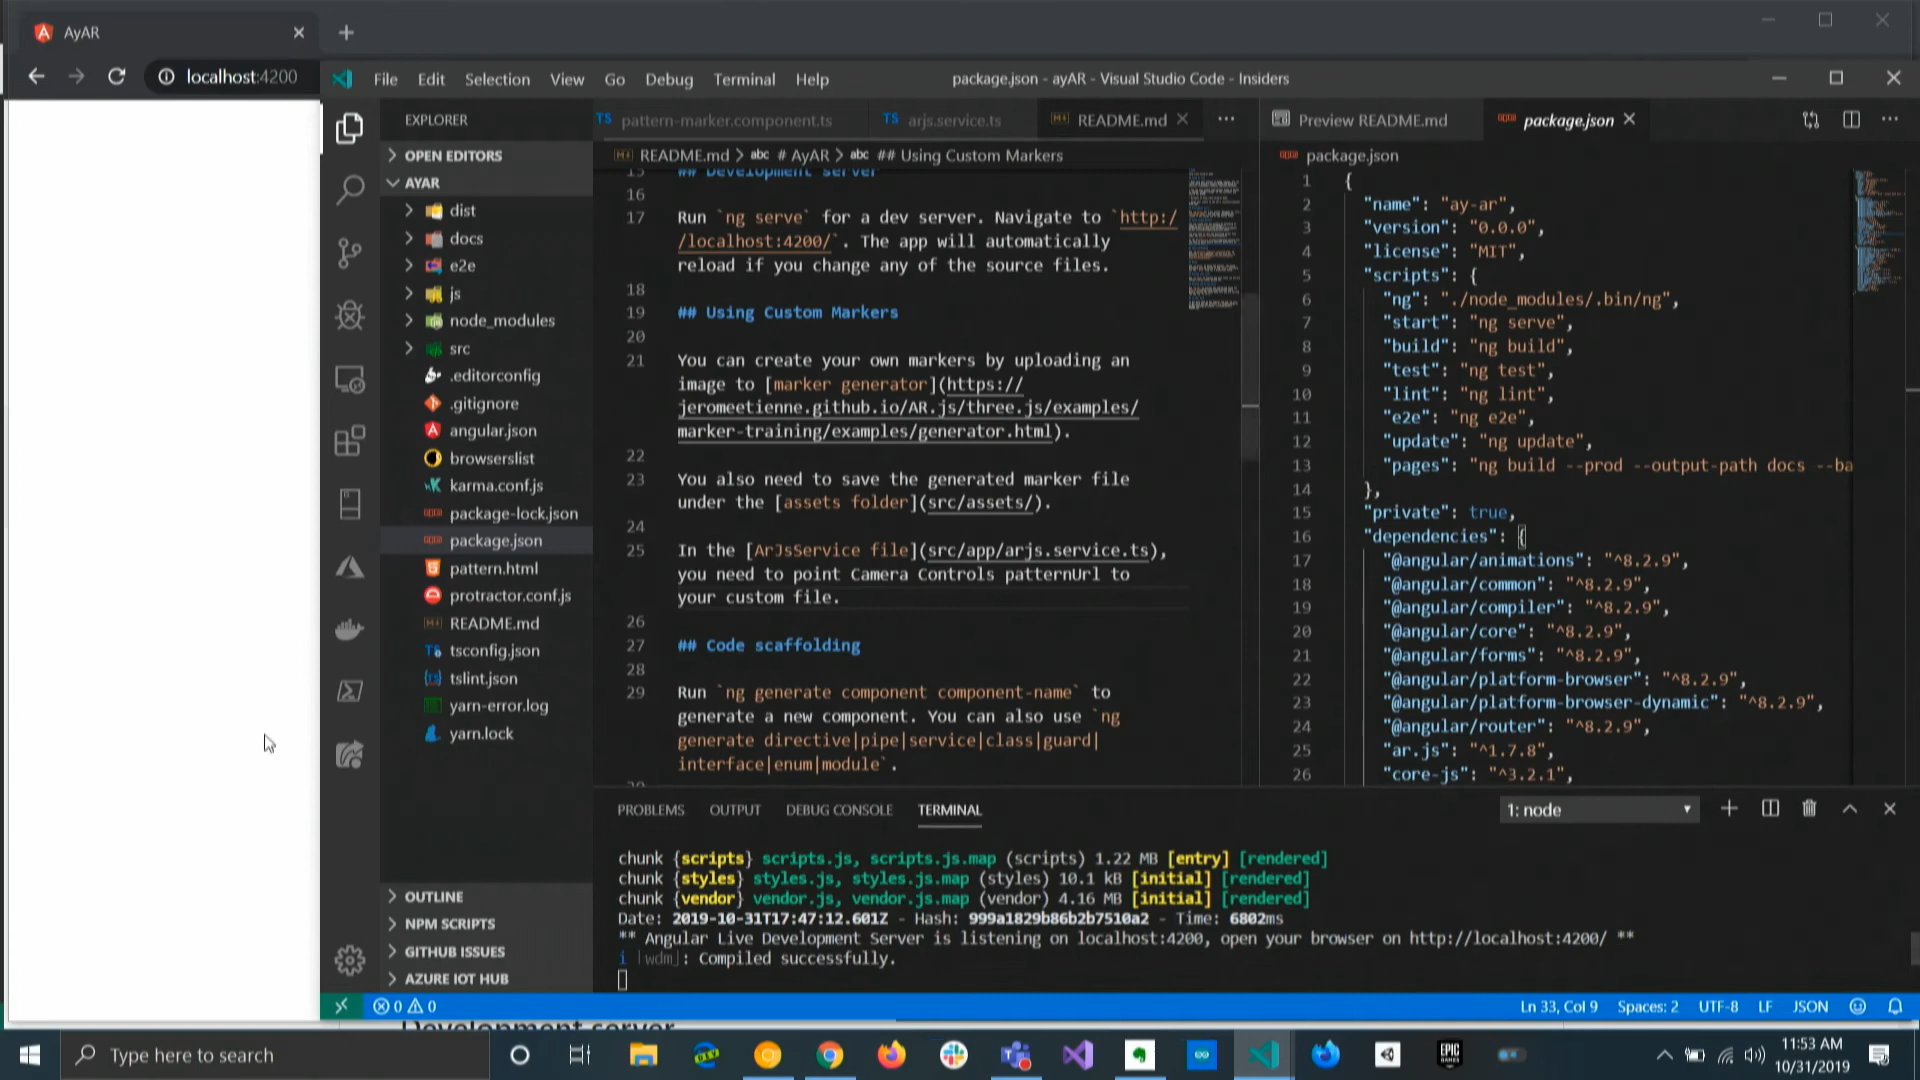 AyAR
localhost:4200
File Edit Selection View Go Debug Terminal Help
package.json - ayAR - Visual Studio Code - Insiders
EXPLORER
OPEN EDITORS
AYAR
dist
docs
e2e
js
node_modules
src
.editorconfig
.gitignore
angular.json
browserslist
karma.conf.js
package-lock.json
package.json
pattern.html
protractor.conf.js
README.md
tsconfig.json
tslint.json
yarn-error.log
yarn.lock
OUTLINE
NPM SCRIPTS
GITHUB ISSUES
AZURE IOT HUB
TS pattern-marker.component.ts TS arjs.service.ts README.md
README.md > abc # AyAR > abc ## Using Custom Markers
15 ## Development server
16
17 Run `ng serve` for a dev server. Navigate to `http:/
/localhost:4200/`. The app will automatically
reload if you change any of the source files.
18
19 ## Using Custom Markers
20
21 You can create your own markers by uploading an
image to [marker generator](https://
jeromeetienne.github.io/AR.js/three.js/examples/
marker-training/examples/generator.html).
22
23 You also need to save the generated marker file
under the [assets folder](src/assets/).
24
25 In the [ArJsService file](src/app/arjs.service.ts),
you need to point Camera Controls patternUrl to
your custom file.
26
27 ## Code scaffolding
28
29 Run `ng generate component component-name` to
generate a new component. You can also use `ng
generate directive|pipe|service|class|guard|
interface|enum|module`.
Preview README.md package.json
package.json
1 {
2 "name": "ay-ar",
3 "version": "0.0.0",
4 "license": "MIT",
5 "scripts": {
6 "ng": "./node_modules/.bin/ng",
7 "start": "ng serve",
8 "build": "ng build",
9 "test": "ng test",
10 "lint": "ng lint",
11 "e2e": "ng e2e",
12 "update": "ng update",
13 "pages": "ng build --prod --output-path docs --ba
14 },
15 "private": true,
16 "dependencies": {
17 "@angular/animations": "^8.2.9",
18 "@angular/common": "^8.2.9",
19 "@angular/compiler": "^8.2.9",
20 "@angular/core": "^8.2.9",
21 "@angular/forms": "^8.2.9",
22 "@angular/platform-browser": "^8.2.9",
23 "@angular/platform-browser-dynamic": "^8.2.9",
24 "@angular/router": "^8.2.9",
25 "ar.js": "^1.7.8",
26 "core-js": "^3.2.1",
PROBLEMS OUTPUT DEBUG CONSOLE TERMINAL
1: node
chunk {scripts} scripts.js, scripts.js.map (scripts) 1.22 MB [entry] [rendered]
chunk {styles} styles.js, styles.js.map (styles) 10.1 kB [initial] [rendered]
chunk {vendor} vendor.js, vendor.js.map (vendor) 4.16 MB [initial] [rendered]
Date: 2019-10-31T17:47:12.601Z - Hash: 999a1829b86b2b7510a2 - Time: 6802ms
** Angular Live Development Server is listening on localhost:4200, open your browser on http://localhost:4200/ **
i ｢wdm｣: Compiled successfully.
0 0
Ln 33, Col 9 Spaces: 2 UTF-8 LF JSON
Development server
Type here to search
EPIC GAMES
11:53 AM
10/31/2019